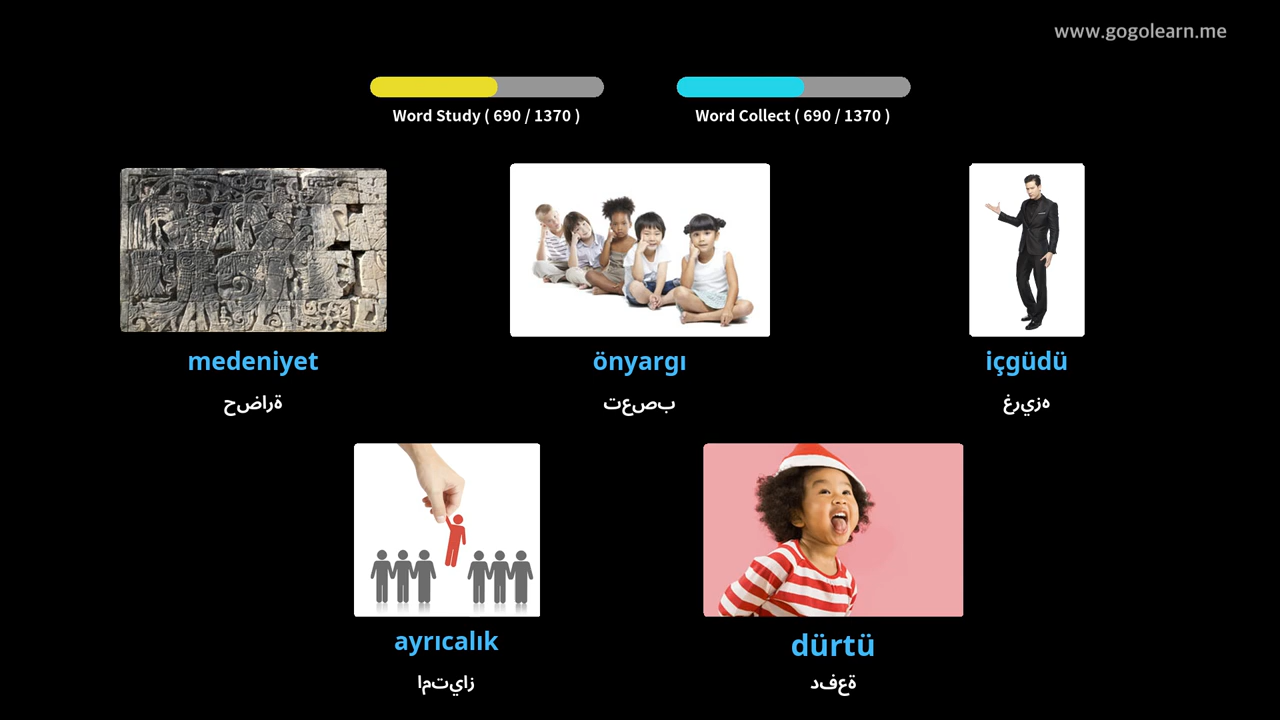 www.gogolearn.me
Word Study ( 690 / 1370 )
Word Collect ( 690 / 1370 )
medeniyet
önyargı
içgüdü
حضارة
تعصب
غريزه
ayrıcalık
dürtü
امتياز
دفعة